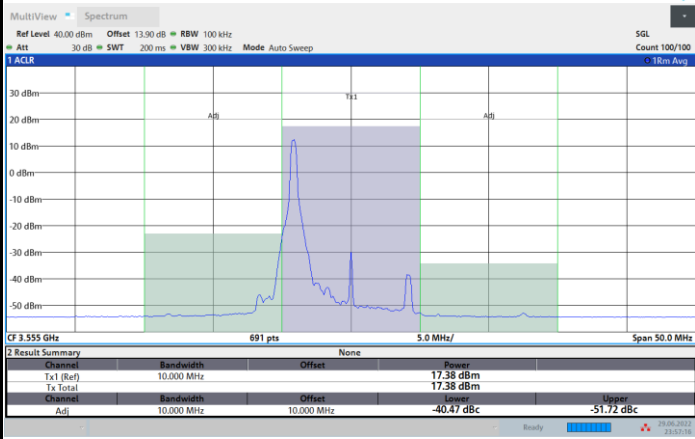 MultiView Spectrum
Ref Level 40.00 dBm Offset 13.90 dB RBW 100 kHz SGL
Att 30 dB SWT 200 ms VBW 300 kHz Mode Auto Sweep Count 100/100
1 ACLR 1Rm Avg
30 dBm
Tx1
20 dBm Adj Adj
10 dBm
0 dBm
-10 dBm
-20 dBm
-30 dBm
-40 dBm
-50 dBm
CF 3.555 GHz 691 pts 5.0 MHz/ Span 50.0 MHz
2 Result Summary None
Channel Bandwidth Offset Power
Tx1 (Ref) 10.000 MHz 17.38 dBm
Tx Total 17.38 dBm
Channel Bandwidth Offset Lower Upper
Adj 10.000 MHz 10.000 MHz -40.47 dBc -51.72 dBc
Ready 29.06.2022
23:57:16